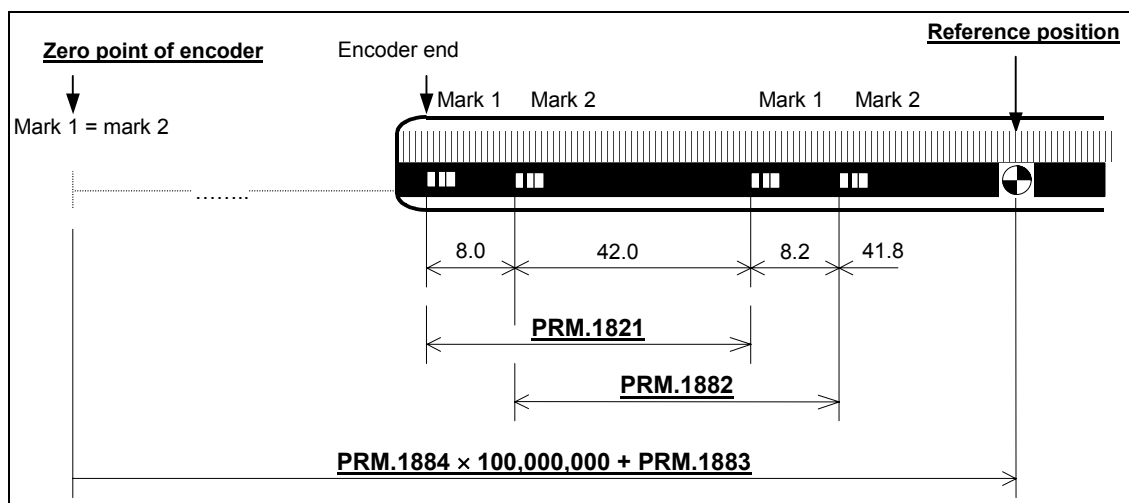 Reference position
Zero point of encoder
Encoder end
Mark 1
Mark 2
Mark 1
Mark 2
Mark 1 = mark 2
........
8.0
42.0
8.2
41.8
PRM.1821
PRM.1882
PRM.1884 × 100,000,000 + PRM.1883